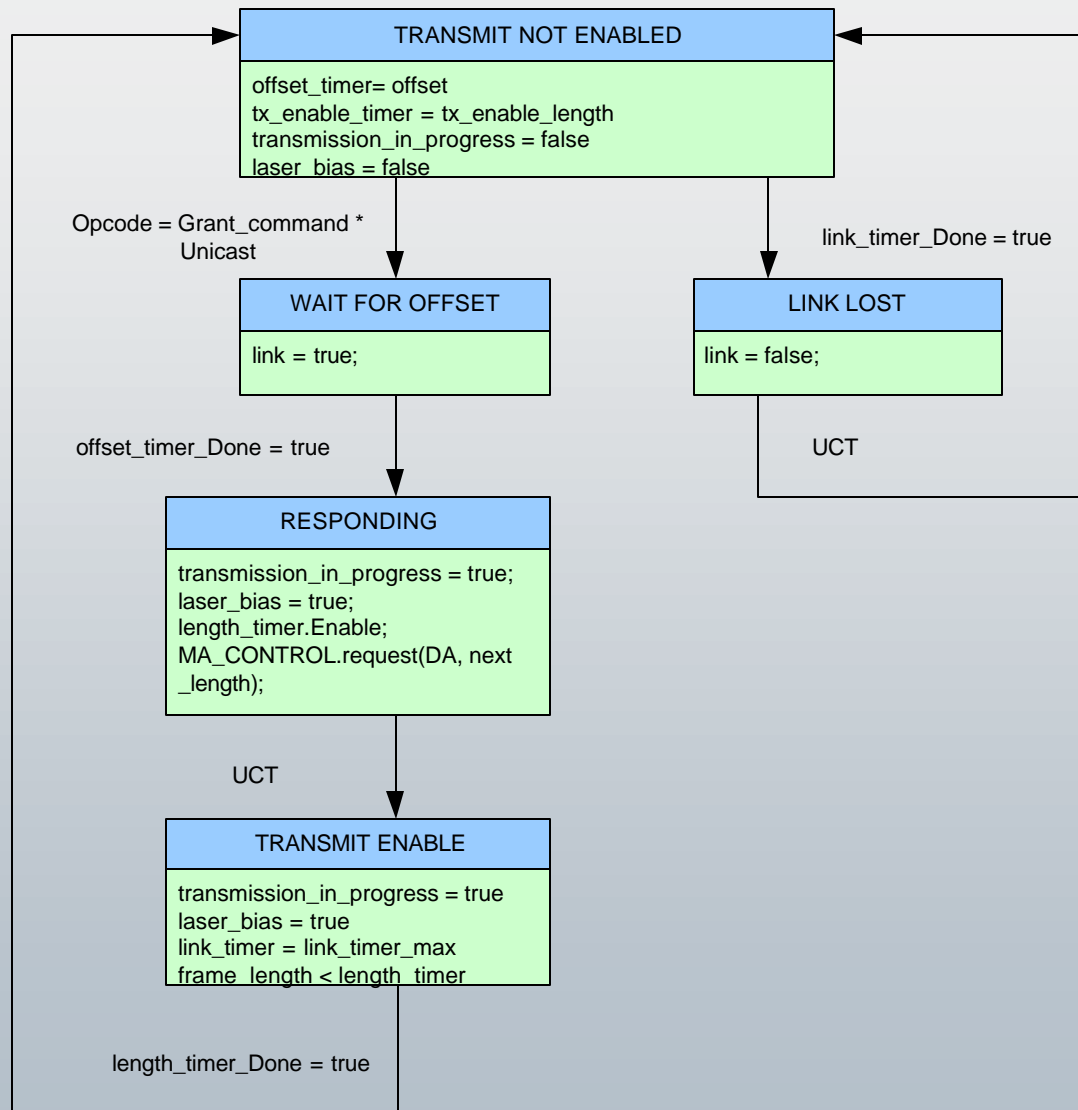 TRANSMIT NOT ENABLED
offset_timer= offset
tx_enable_timer = tx_enable_length
transmission_in_progress = false
laser_bias = false
Opcode = Grant_command *
Unicast
link_timer_Done = true
WAIT FOR OFFSET
link = true;
LINK LOST
link = false;
offset_timer_Done = true
UCT
RESPONDING
transmission_in_progress = true;
laser_bias = true;
length_timer.Enable;
MA_CONTROL.request(DA, next
_length);
UCT
TRANSMIT ENABLE
transmission_in_progress = true
laser_bias = true
link_timer = link_timer_max
frame_length < length_timer
length_timer_Done = true